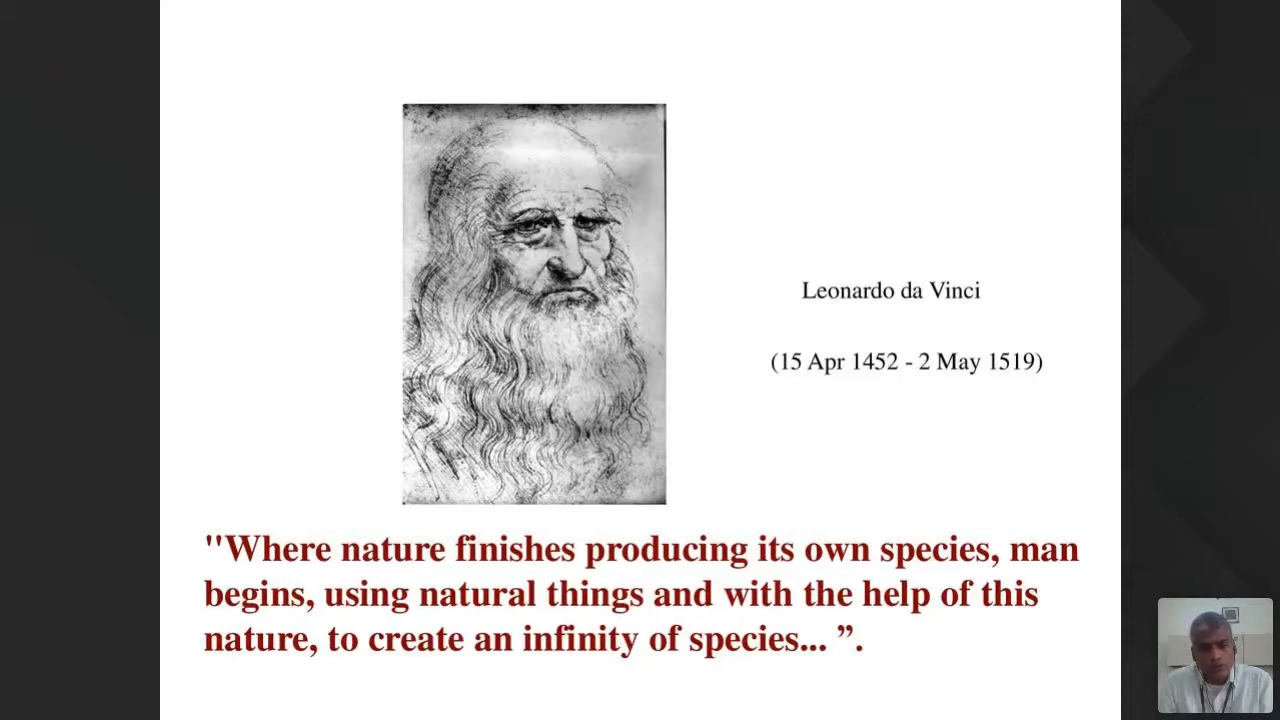 Leonardo da Vinci
(15 Apr 1452 - 2 May 1519)
"Where nature finishes producing its own species, man
begins, using natural things and with the help of this
nature, to create an infinity of species... ”.